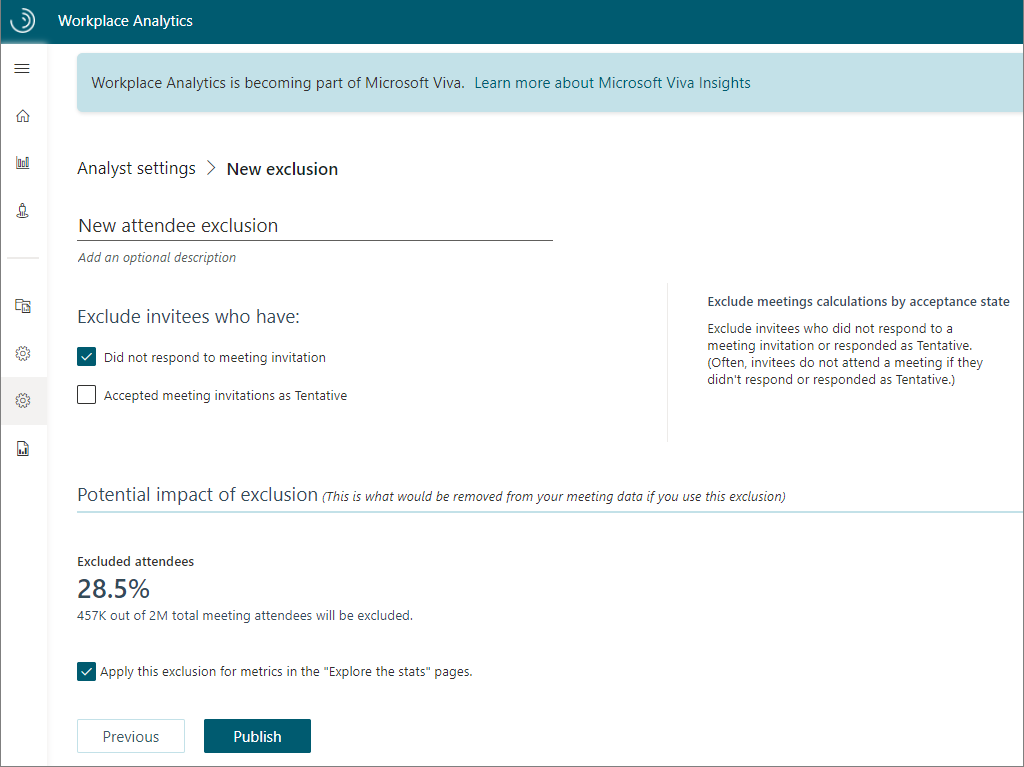 Workplace Analytics
Workplace Analytics is becoming part of Microsoft Viva. Learn more about Microsoft Viva Insights
Analyst settings > New exclusion
New attendee exclusion
Add an optional description
Exclude invitees who have:
Did not respond to meeting invitation
Accepted meeting invitations as Tentative
Exclude meetings calculations by acceptance state
Exclude invitees who did not respond to a
meeting invitation or responded as Tentative.
(Often, invitees do not attend a meeting if they
didn't respond or responded as Tentative.)
Potential impact of exclusion (This is what would be removed from your meeting data if you use this exclusion)
Excluded attendees
28.5%
457K out of 2M total meeting attendees will be excluded.
Apply this exclusion for metrics in the "Explore the stats" pages.
Previous
Publish